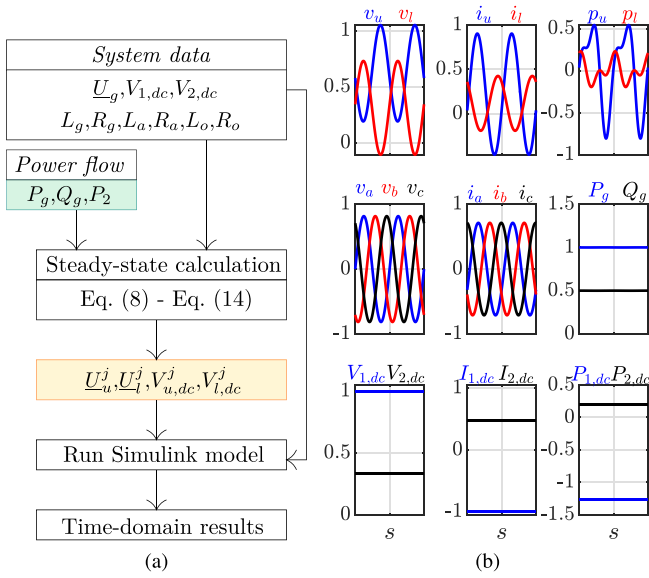 System data
U_g,V_{1,dc},V_{2,dc}
L_g,R_g,L_a,R_a,L_o,R_o
Power flow
P_g,Q_g,P_2
Steady-state calculation
Eq. (8) - Eq. (14)
U_u^j,U_l^j,V_{u,dc}^j,V_{l,dc}^j
Run Simulink model
Time-domain results
(a)
v_u v_l
1
0.5
0
i_u i_l
1
0.5
0
p_u p_l
0.5
0
-0.5
-1
v_a v_b v_c
1
0
-1
i_a i_b i_c
1
0
-1
P_g Q_g
1.5
1
0.5
0
V_{1,dc} V_{2,dc}
1
0.5
0
s
I_{1,dc} I_{2,dc}
1
0
-1
s
P_{1,dc} P_{2,dc}
0.5
0
-0.5
-1
-1.5
s
(b)